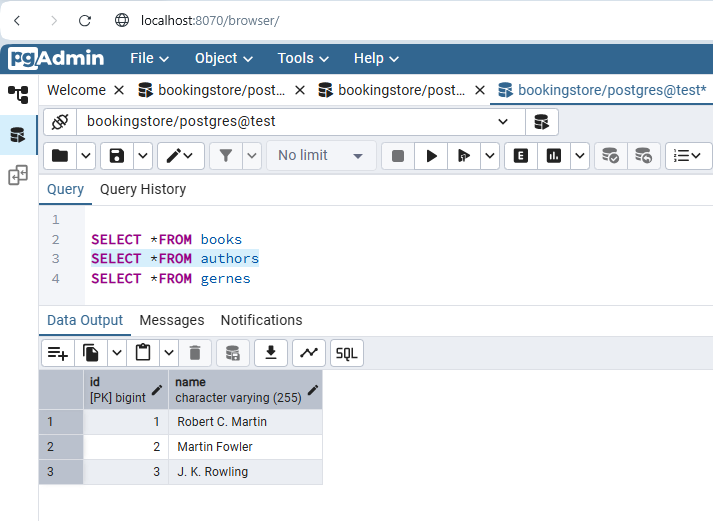 localhost:8070/browser/
pgAdmin File Object Tools Help
Welcome bookingstore/post... bookingstore/post... bookingstore/postgres@test*
bookingstore/postgres@test
No limit E
Query Query History
1
2 SELECT *FROM books
3 SELECT *FROM authors
4 SELECT *FROM gernes
Data Output Messages Notifications
SQL
id name
[PK] bigint character varying (255)
1 1 Robert C. Martin
2 2 Martin Fowler
3 3 J. K. Rowling